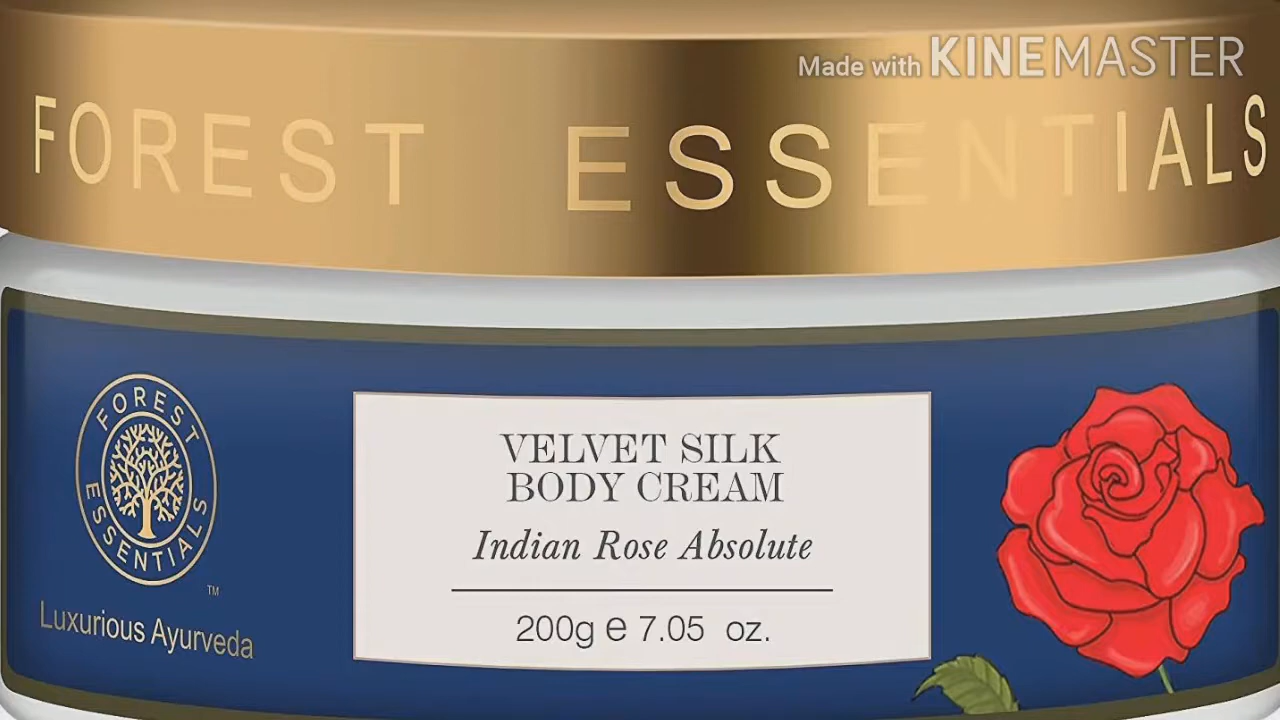 Made with KINEMASTER
FOREST ESSENTIALS
FOREST
ESSENTIALS
TM
Luxurious Ayurveda
VELVET SILK
BODY CREAM
Indian Rose Absolute
200g e 7.05 oz.